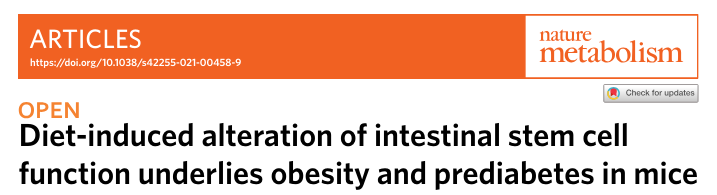 ARTICLES
https://doi.org/10.1038/s42255-021-00458-9
nature
metabolism
Check for updates
OPEN
Diet-induced alteration of intestinal stem cell
function underlies obesity and prediabetes in mice